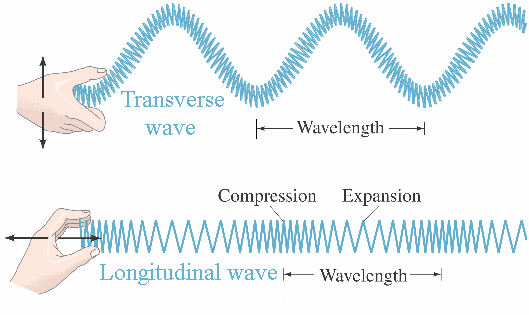 Transverse
wave
Wavelength
Compression Expansion
Longitudinal wave
Wavelength